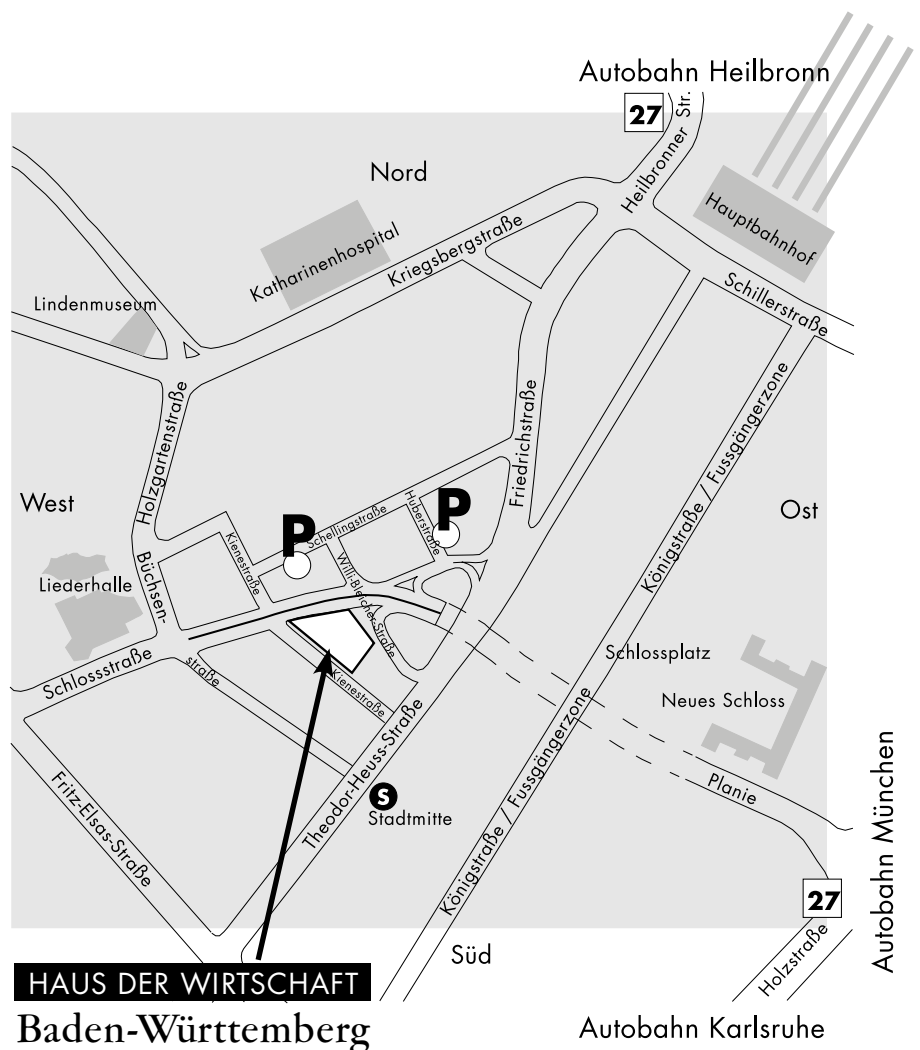 Autobahn Heilbronn
27
Heilbronner Str.
Nord
Hauptbahnhof
Katharinenhospital
Kriegsbergstraße
Schillerstraße
Lindenmuseum
Holzgartenstraße
Friedrichstraße
Königstraße / Fussgängerzone
West
Ost
P
P
Huberstraße
Schellingstraße
Kienestraße
Willi-Bleicher-Straße
Büchsen-
straße
Liederhalle
Schlossstraße
Kienestraße
Schlossplatz
Neues Schloss
Theodor-Heuss-Straße
Fritz-Elsas-Straße
S
Stadtmitte
Königstraße / Fussgängerzone
Planie
Autobahn München
27
Holzstraße
Süd
HAUS DER WIRTSCHAFT
Baden-Württemberg
Autobahn Karlsruhe